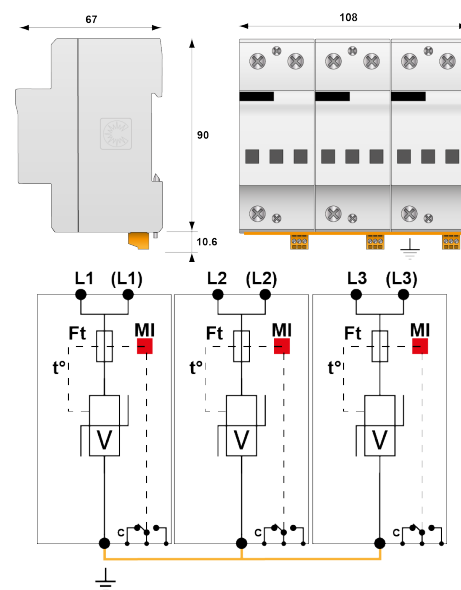 67
108
90
10.6
L1 (L1) L2 (L2) L3 (L3)
Ft MI Ft MI Ft MI
t° t° t°
V V V
C C C